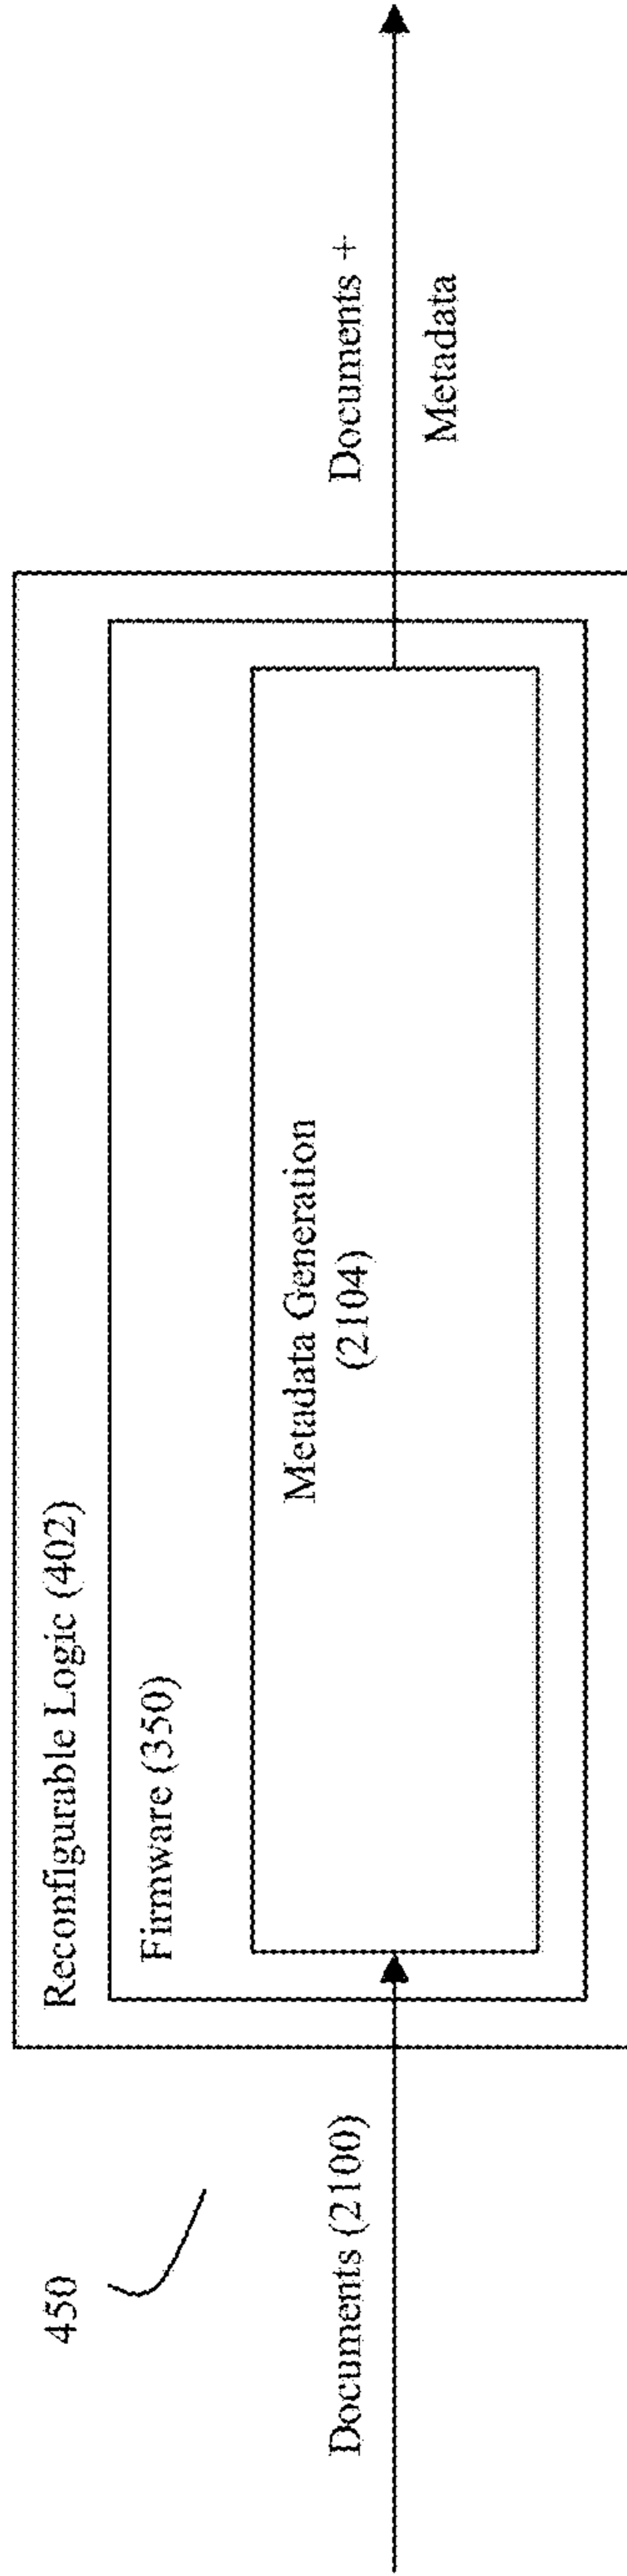 450
Reconfigurable Logic (402)
Firmware (350)
Metadata Generation
(2104)
Documents (2100)
Documents +
Metadata